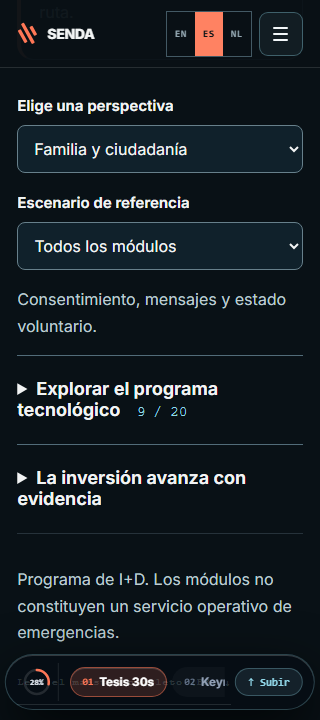 ruta.
SENDA
EN ES NL
Elige una perspectiva
Familia y ciudadanía
Escenario de referencia
Todos los módulos
Consentimiento, mensajes y estado
voluntario.
Explorar el programa
tecnológico 9 / 20
La inversión avanza con
evidencia
Programa de I+D. Los módulos no
constituyen un servicio operativo de
emergencias.
28% 01 Tesis 30s 02 Keyn ↑ Subir